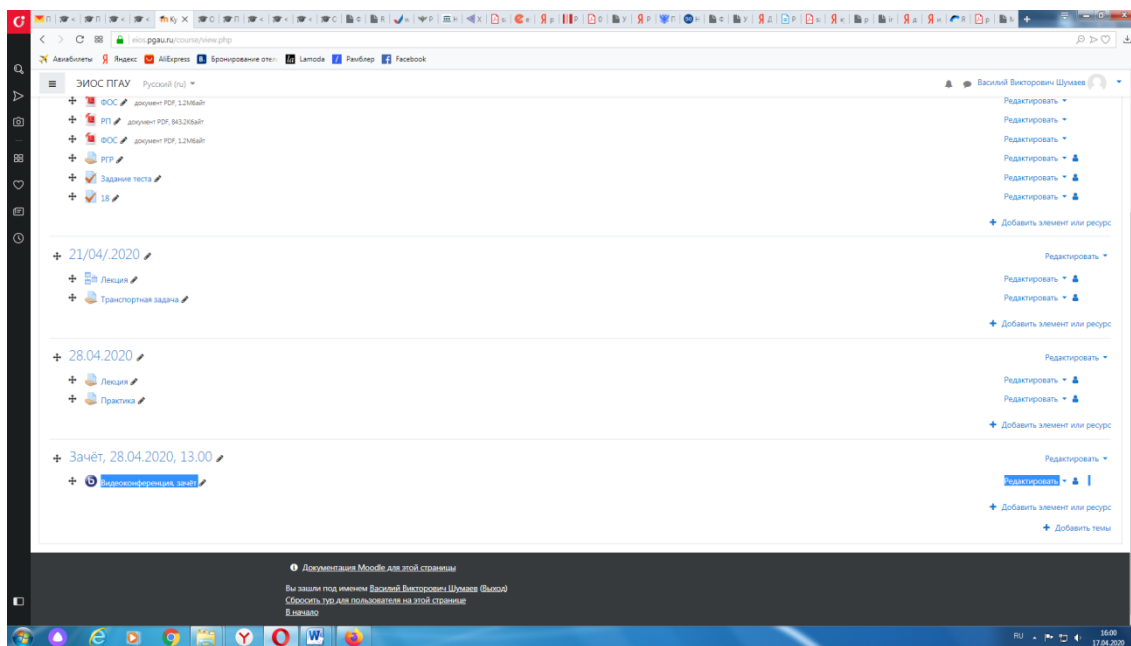 eios.pgau.ru/course/view.php
Авиабилеты Яндекс AliExpress Бронирование отел Lamoda Рамблер Facebook
ЭИОС ПГАУ Русский (ru) Василий Викторович Шумаев
ФОС документ PDF, 1.2Мбайт Редактировать
РП документ PDF, 843.2Кбайт Редактировать
ФОС документ PDF, 1.2Мбайт Редактировать
РГР Редактировать
Задание теста Редактировать
18 Редактировать
Добавить элемент или ресурс
21/04/.2020 Редактировать
Лекция Редактировать
Транспортная задача Редактировать
Добавить элемент или ресурс
28.04.2020 Редактировать
Лекция Редактировать
Практика Редактировать
Добавить элемент или ресурс
Зачёт, 28.04.2020, 13.00 Редактировать
Видеоконференция, зачёт Редактировать
Добавить элемент или ресурс
Добавить темы
Документация Moodle для этой страницы
Вы зашли под именем Василий Викторович Шумаев (Выход)
Сбросить тур для пользователя на этой странице
В начало
RU 16:00
17.04.2020